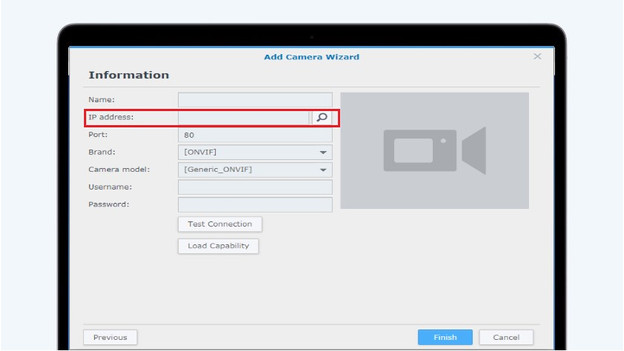 Add Camera Wizard
Information
Name:
IP address:
Port: 80
Brand: [ONVIF]
Camera model: [Generic_ONVIF]
Username:
Password:
Test Connection
Load Capability
Previous Finish Cancel